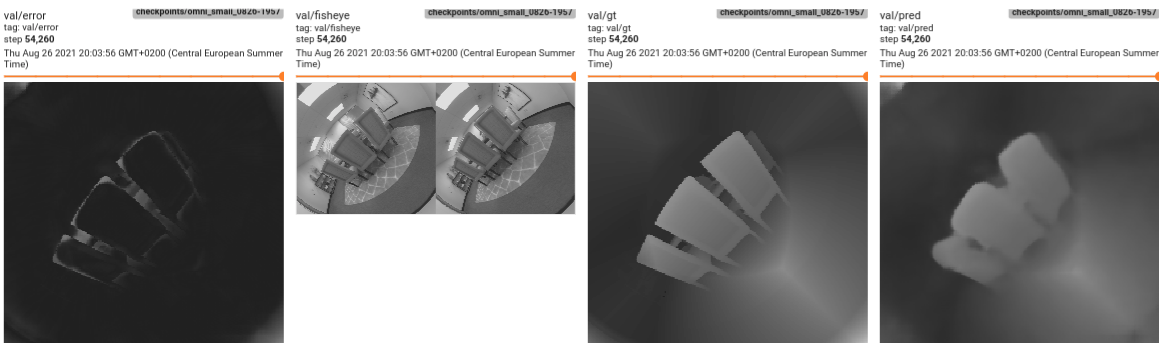 checkpoints/omni_small_0826-1957
val/error
tag: val/error
step 54,260
Thu Aug 26 2021 20:03:56 GMT+0200 (Central European Summer
Time)
checkpoints/omni_small_0826-1957
val/fisheye
tag: val/fisheye
step 54,260
Thu Aug 26 2021 20:03:56 GMT+0200 (Central European Summer
Time)
checkpoints/omni_small_0826-1957
val/gt
tag: val/gt
step 54,260
Thu Aug 26 2021 20:03:56 GMT+0200 (Central European Summer
Time)
checkpoints/omni_small_0826-1957
val/pred
tag: val/pred
step 54,260
Thu Aug 26 2021 20:03:56 GMT+0200 (Central European Summer
Time)